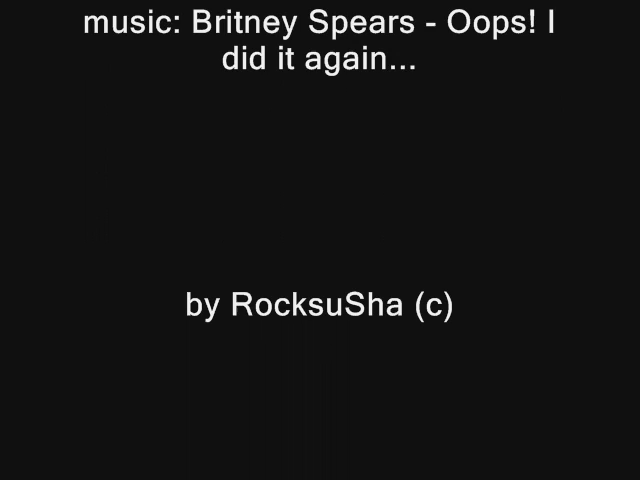 music: Britney Spears - Oops! I
did it again...
by RocksuSha (c)